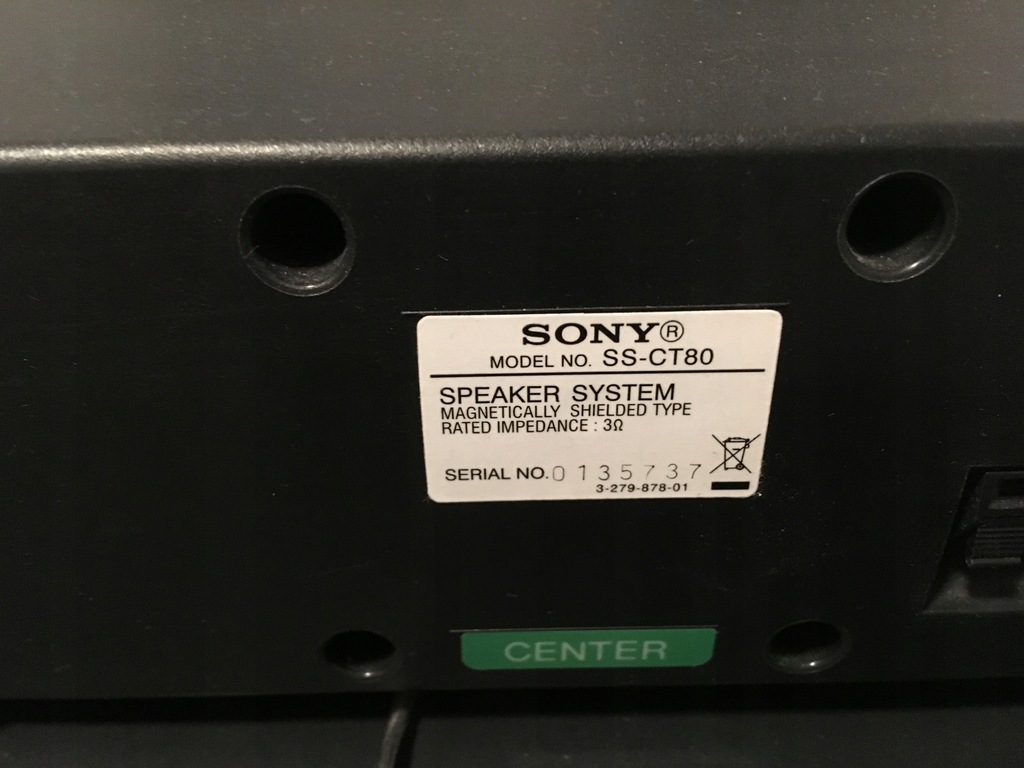 SONY®
MODEL NO. SS-CT80
SPEAKER SYSTEM
MAGNETICALLY SHIELDED TYPE
RATED IMPEDANCE : 3Ω
SERIAL NO. 0135737
3-279-878-01
CENTER